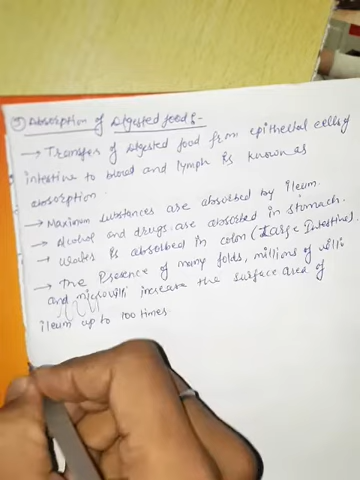 ③ Absorption of Digested food :-
→ Transfer of digested food from epithelial cells of
intestine to blood and lymph is known as
absorption.
→ Maximum substances are absorbed by ileum.
→ Alcohol and drugs are absorbed in stomach.
→ Water is absorbed in colon (Large Intestine).
→ The presence of many folds, millions of villi
and microvilli increase the surface area of
ileum up to 100 times.